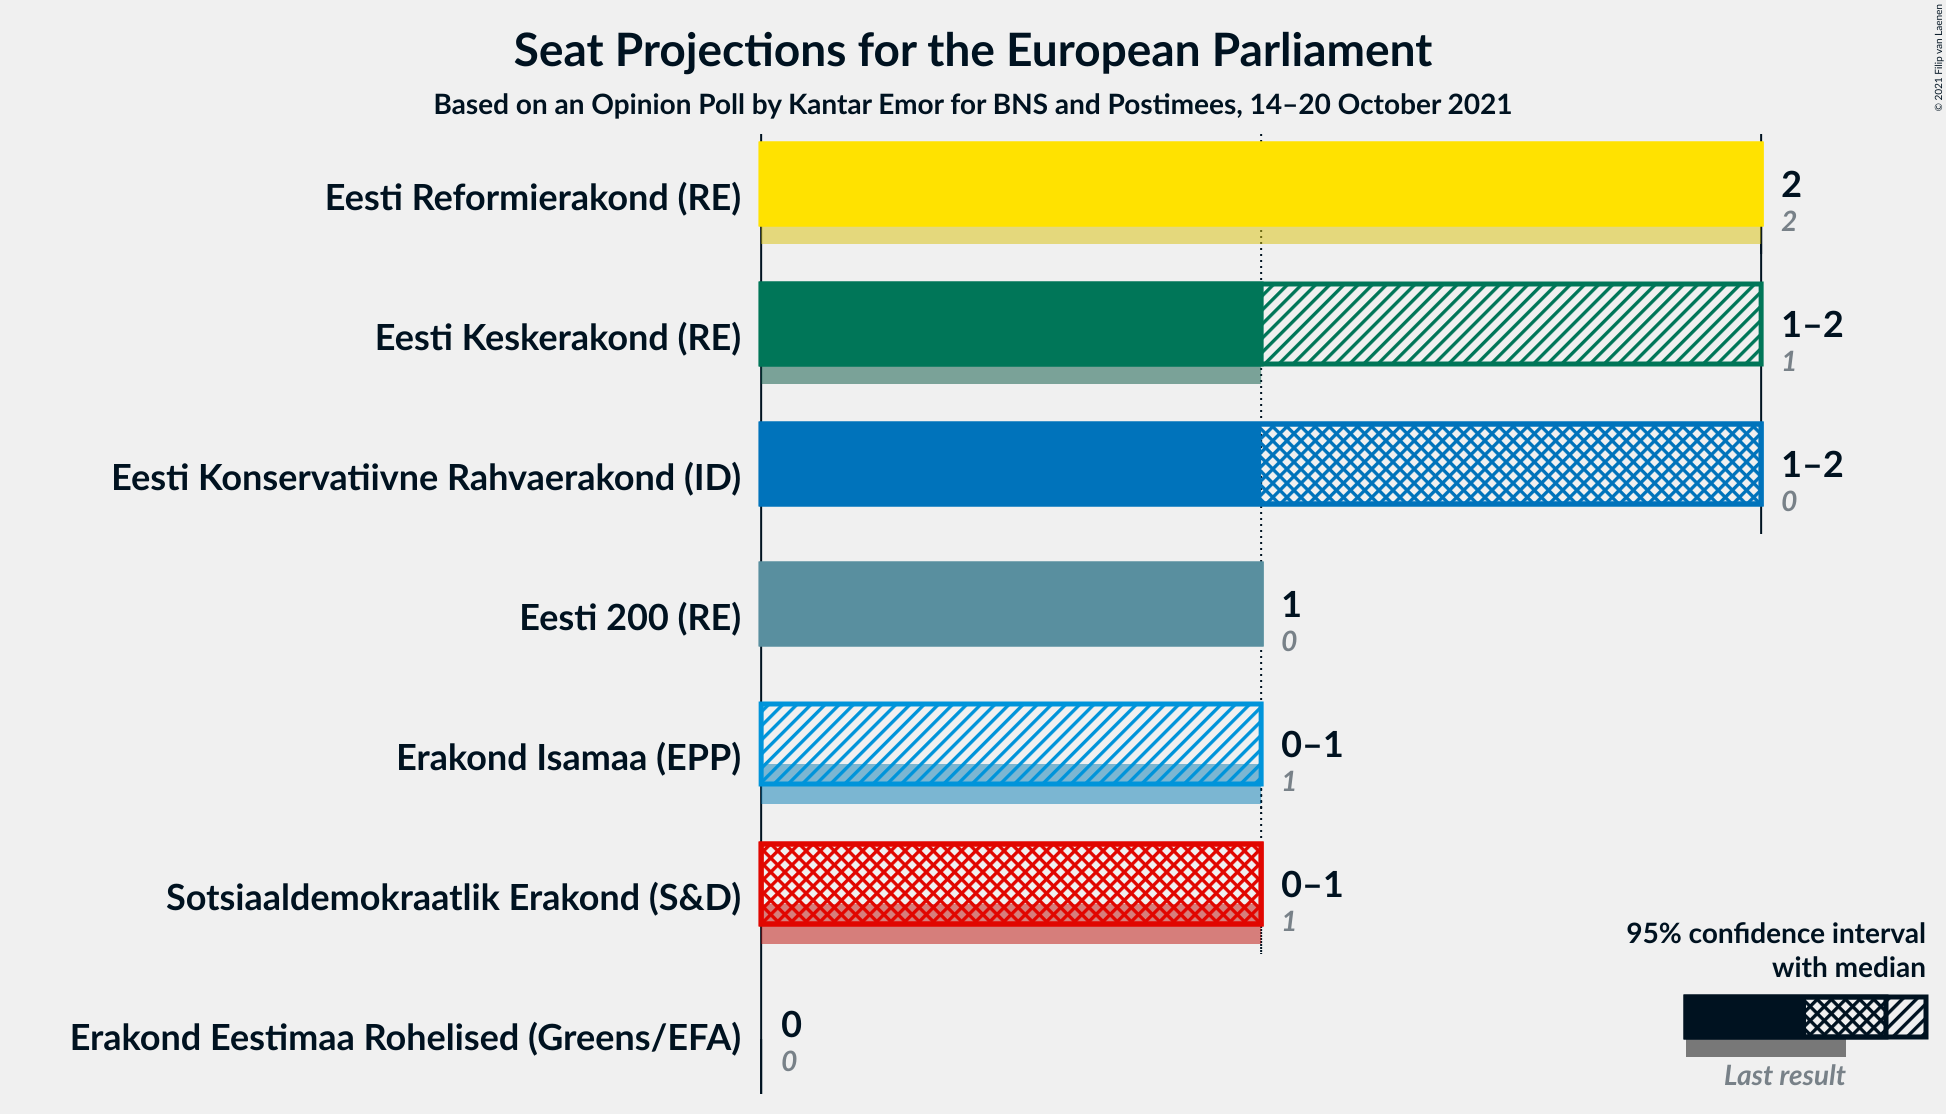 Seat Projections for the European Parliament
Based on an Opinion Poll by Kantar Emor for BNS and Postimees, 14–20 October 2021
© 2021 Filip van Laenen
Eesti Reformierakond (RE)
2
2
Eesti Keskerakond (RE)
1–2
1
Eesti Konservatiivne Rahvaerakond (ID)
1–2
0
Eesti 200 (RE)
1
0
Erakond Isamaa (EPP)
0–1
1
Sotsiaaldemokraatlik Erakond (S&D)
0–1
1
Erakond Eestimaa Rohelised (Greens/EFA)
0
0
95% confidence interval
with median
Last result